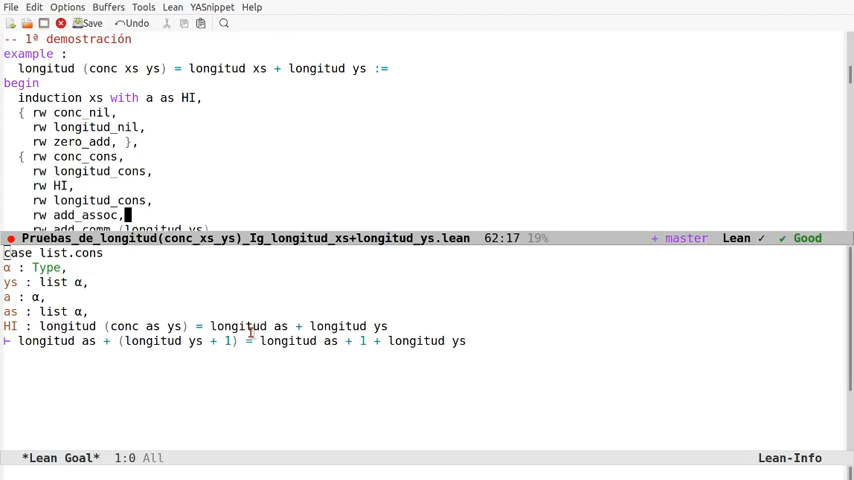 File Edit Options Buffers Tools Lean YASnippet Help
Save Undo
-- 1ª demostración
example :
longitud (conc xs ys) = longitud xs + longitud ys :=
begin
induction xs with a as HI,
{ rw conc_nil,
rw longitud_nil,
rw zero_add, },
{ rw conc_cons,
rw longitud_cons,
rw HI,
rw longitud_cons,
rw add_assoc,
rw add_comm (longitud ys)
Pruebas_de_longitud(conc_xs_ys)_Ig_longitud_xs+longitud_ys.lean 62:17 19% + master Lean ✓ ✔ Good
case list.cons
α : Type,
ys : list α,
a : α,
as : list α,
HI : longitud (conc as ys) = longitud as + longitud ys
⊢ longitud as + (longitud ys + 1) = longitud as + 1 + longitud ys
*Lean Goal* 1:0 All Lean-Info